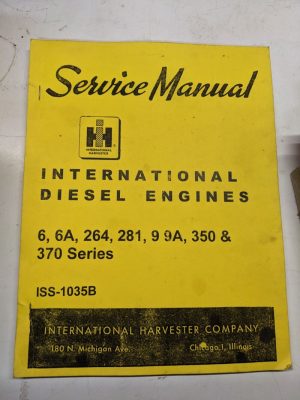 Service Manual
IH
INTERNATIONAL
HARVESTER
INTERNATIONAL
DIESEL ENGINES
6, 6A, 264, 281, 9 9A, 350 &
370 Series
ISS-1035B
INTERNATIONAL HARVESTER COMPANY
180 N. Michigan Ave. Chicago 1, Illinois